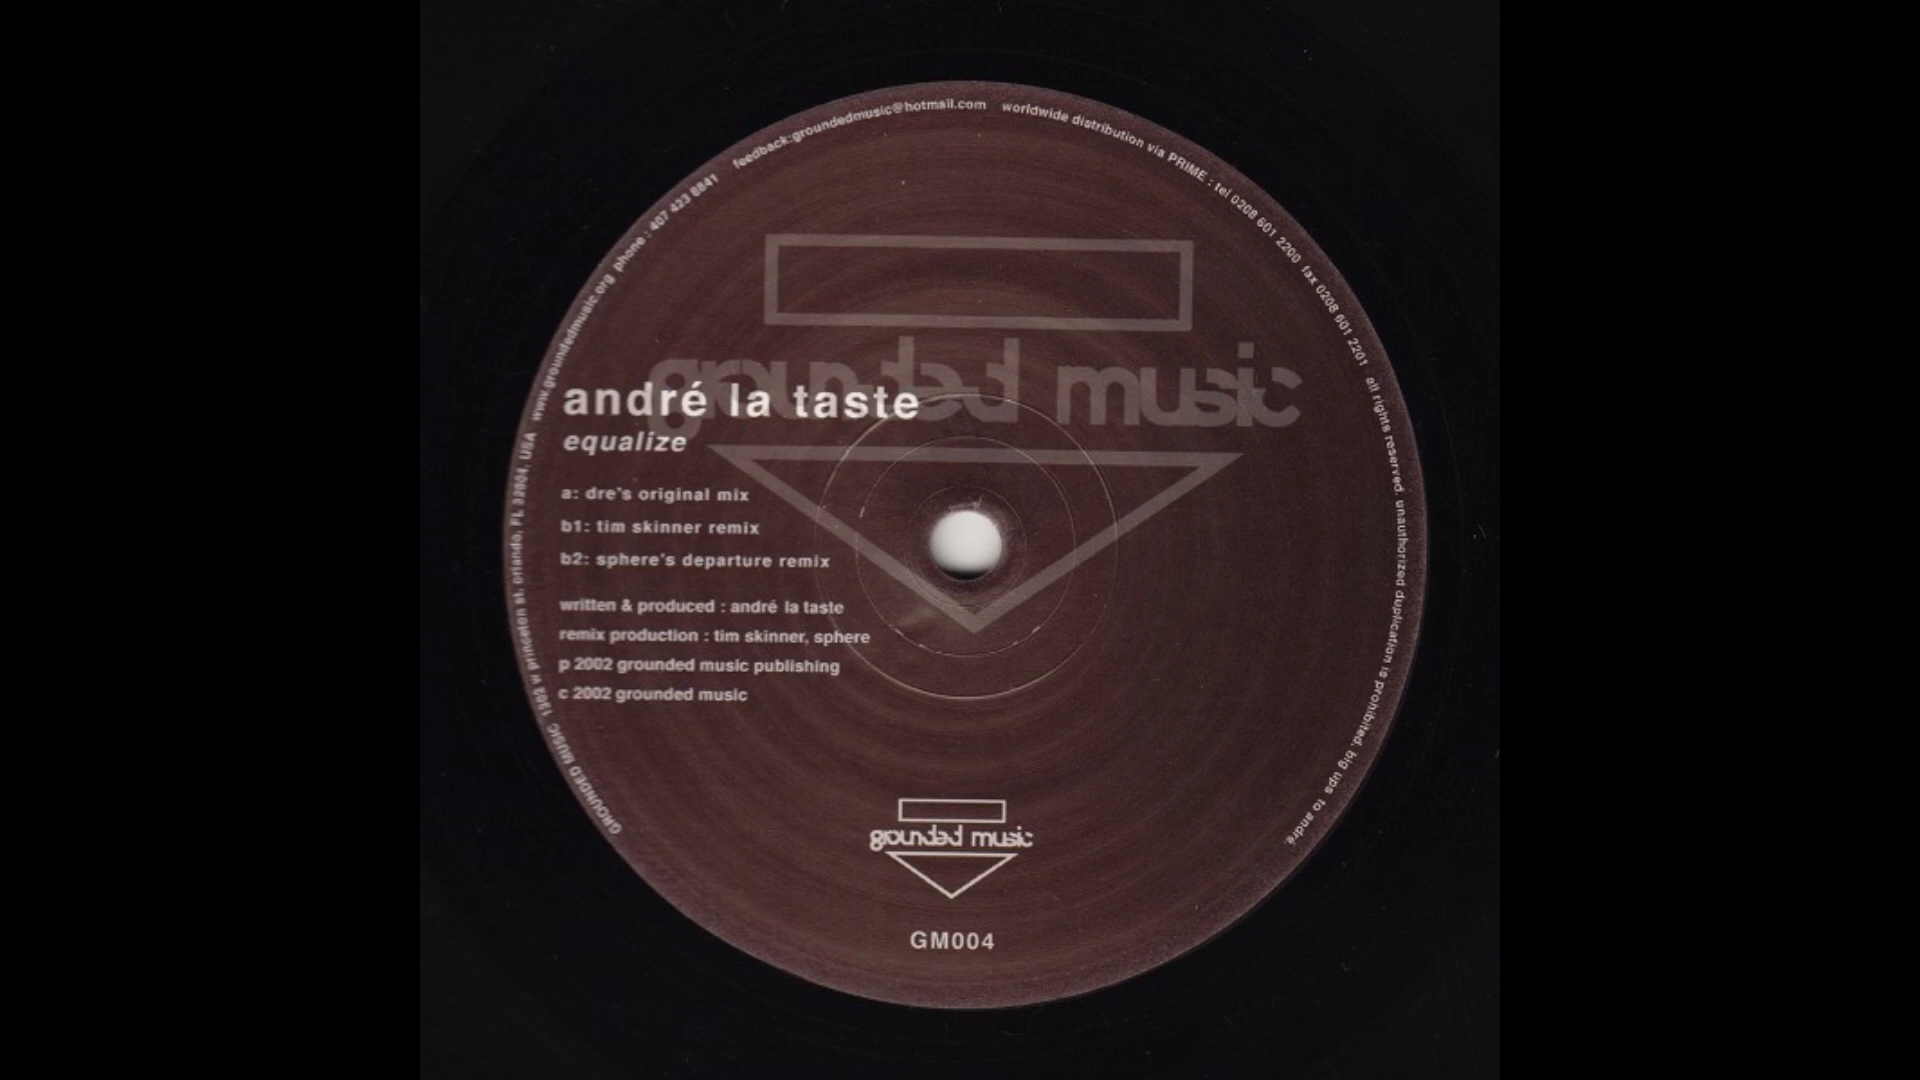 GROUNDED MUSIC 1302 w princeton st. orlando, FL 32804, USA www.groundedmusic.org phone : 407 423 8841 feedback:groundedmusic@hotmail.com worldwide distribution via PRIME : tel 0208 601 2200 fax 0208 601 2201 all rights reserved. unauthorized duplication is prohibited. big ups to andré.
grounded music
andré la taste
equalize
a: dre's original mix
b1: tim skinner remix
b2: sphere's departure remix
written & produced : andré la taste
remix production : tim skinner, sphere
p 2002 grounded music publishing
c 2002 grounded music
grounded music
GM004